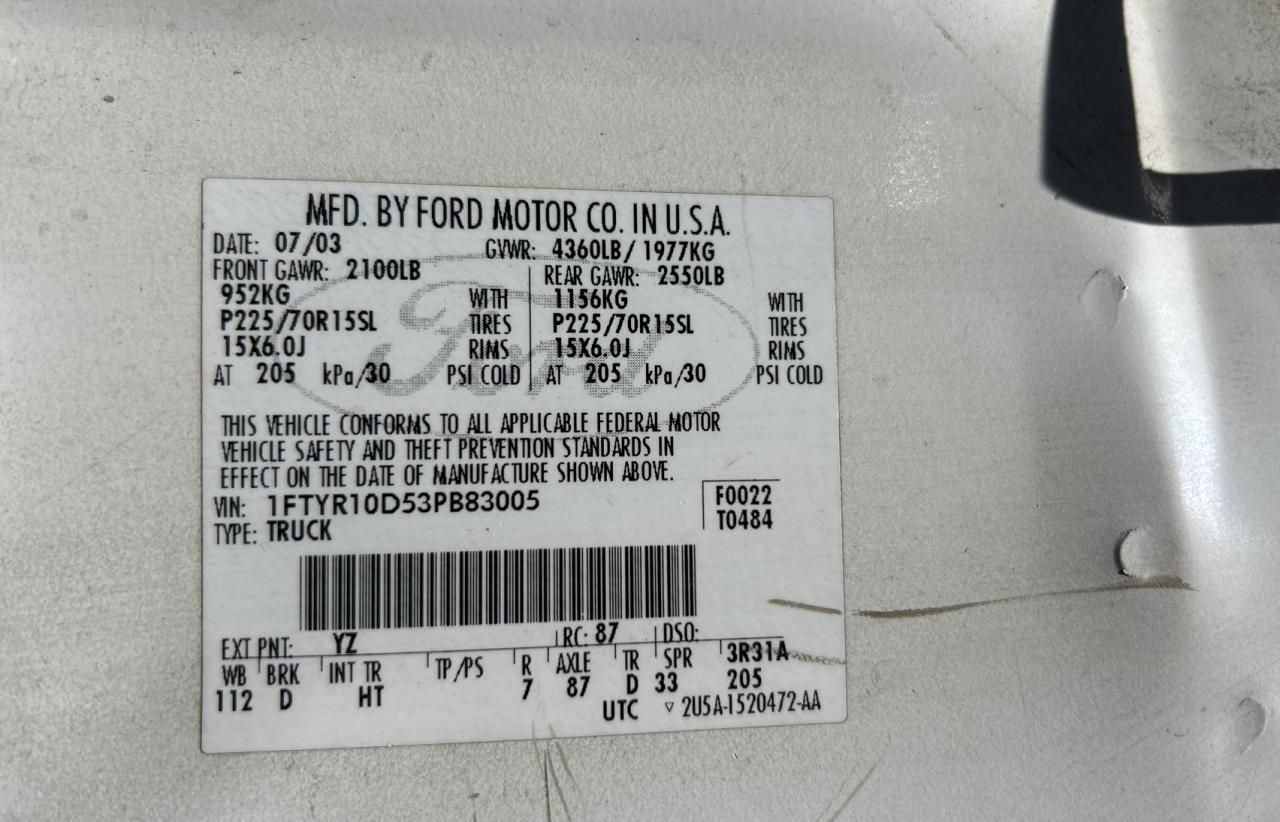 MFD. BY FORD MOTOR CO. IN U.S.A.
DATE: 07/03 GVWR: 4360LB/ 1977KG
FRONT GAWR: 2100LB REAR GAWR: 2550LB
952KG WITH 1156KG WITH
P225/70R15SL TIRES P225/70R15SL TIRES
15X6.0J RIMS 15X6.0J RIMS
AT 205 kPa/30 PSI COLD AT 205 kPa/30 PSI COLD
Ford
THIS VEHICLE CONFORMS TO ALL APPLICABLE FEDERAL MOTOR
VEHICLE SAFETY AND THEFT PREVENTION STANDARDS IN
EFFECT ON THE DATE OF MANUFACTURE SHOWN ABOVE.
VIN: 1FTYR10D53PB83005 F0022
TYPE: TRUCK T0484
EXT PNT: YZ RC: 87 DSO:
WB BRK INT TR TP/PS R AXLE TR SPR 3R31A
112 D HT 7 87 D 33 205
UTC ▽ 2U5A-1520472-AA